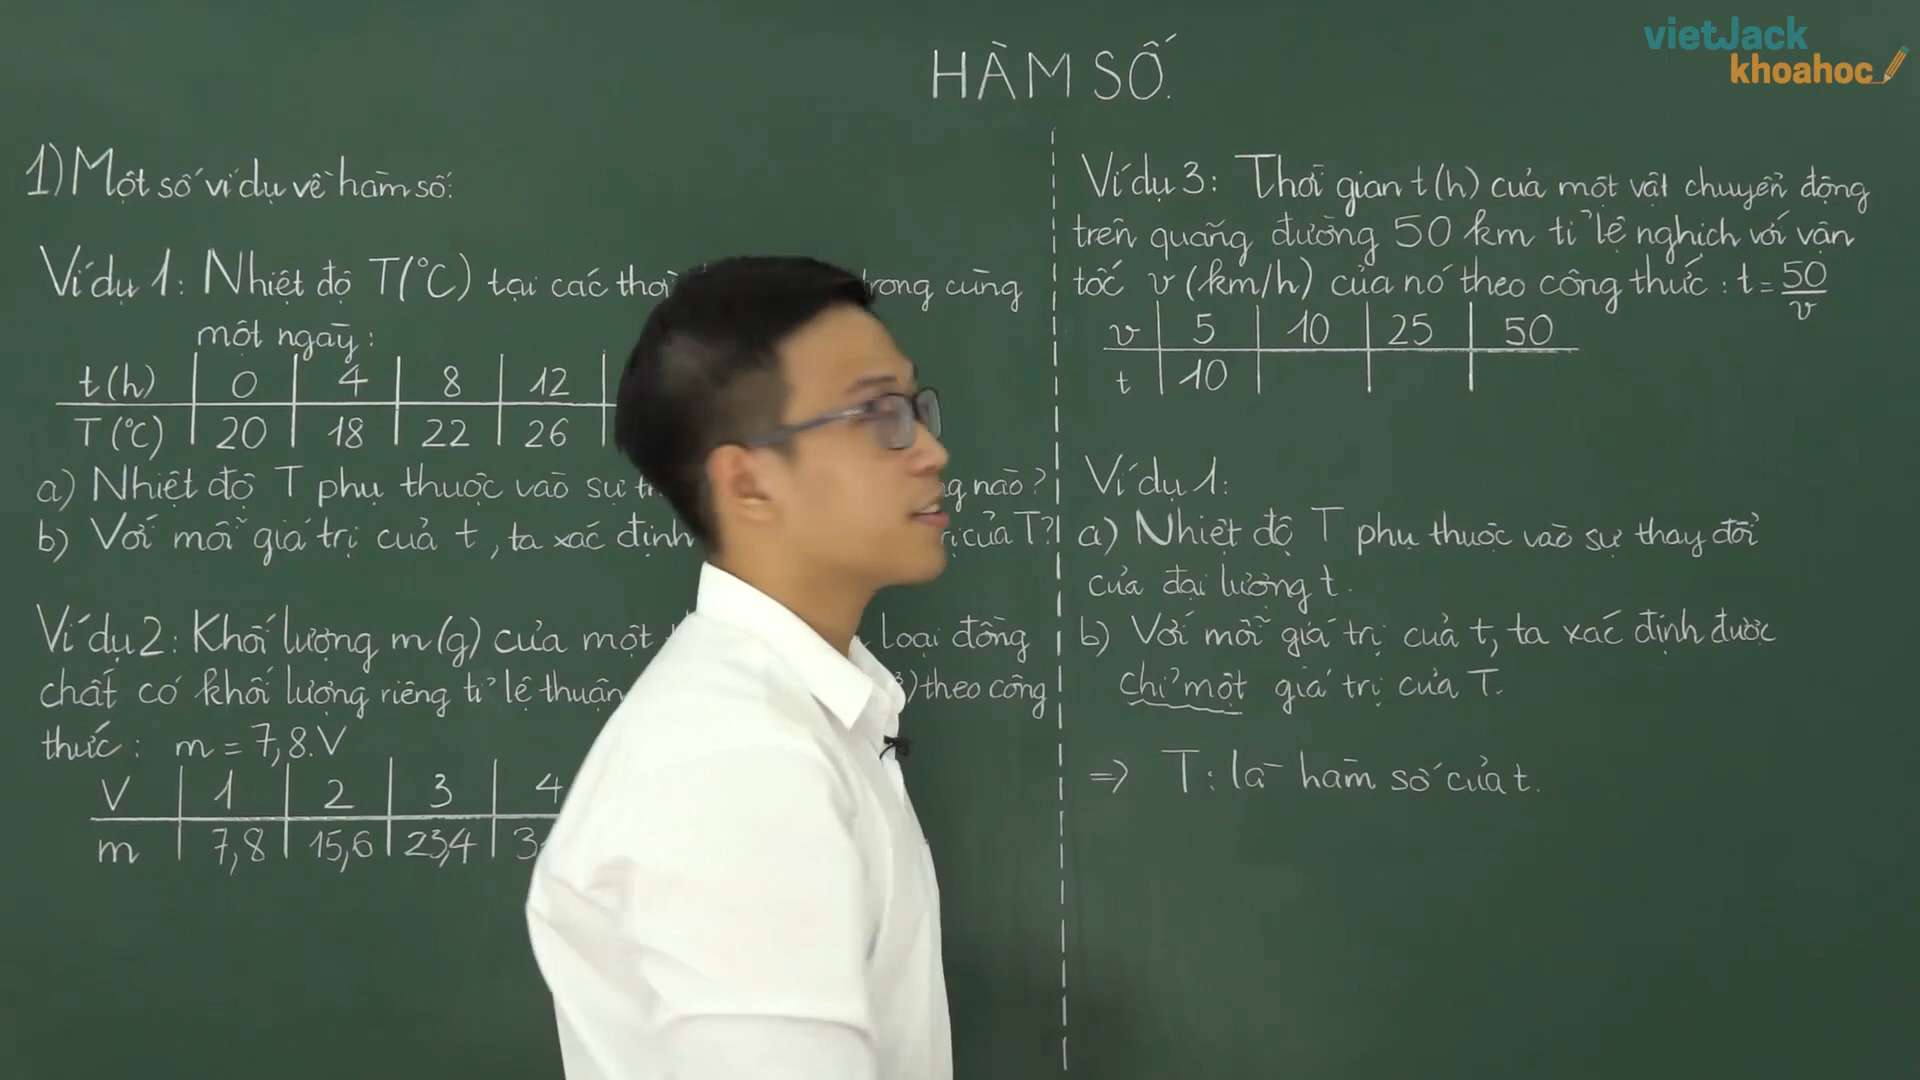 vietJack
khoahoc
HÀM SỐ.
1) Một số ví dụ về hàm số:
Ví dụ 1: Nhiệt độ T(°C) tại các thời trong cùng
một ngày:
t(h) 0 4 8 12
T(°C) 20 18 22 26
a) Nhiệt độ T phụ thuộc vào sự nào?
b) Với mỗi giá trị của t, ta xác định của T?
Ví dụ 2: Khối lượng m(g) của một loại đồng
chất có khối lượng riêng tỉ lệ thuận theo công
thức: m = 7,8.V
V 1 2 3 4
m 7,8 15,6 23,4
Ví dụ 3: Thời gian t(h) của một vật chuyển động
trên quãng đường 50 km tỉ lệ nghịch với vận
tốc v (km/h) của nó theo công thức: t = 50/v
v 5 10 25 50
t 10
Ví dụ 1:
a) Nhiệt độ T phụ thuộc vào sự thay đổi
của đại lượng t.
b) Với mỗi giá trị của t, ta xác định được
chỉ một giá trị của T.
=> T: là hàm số của t.